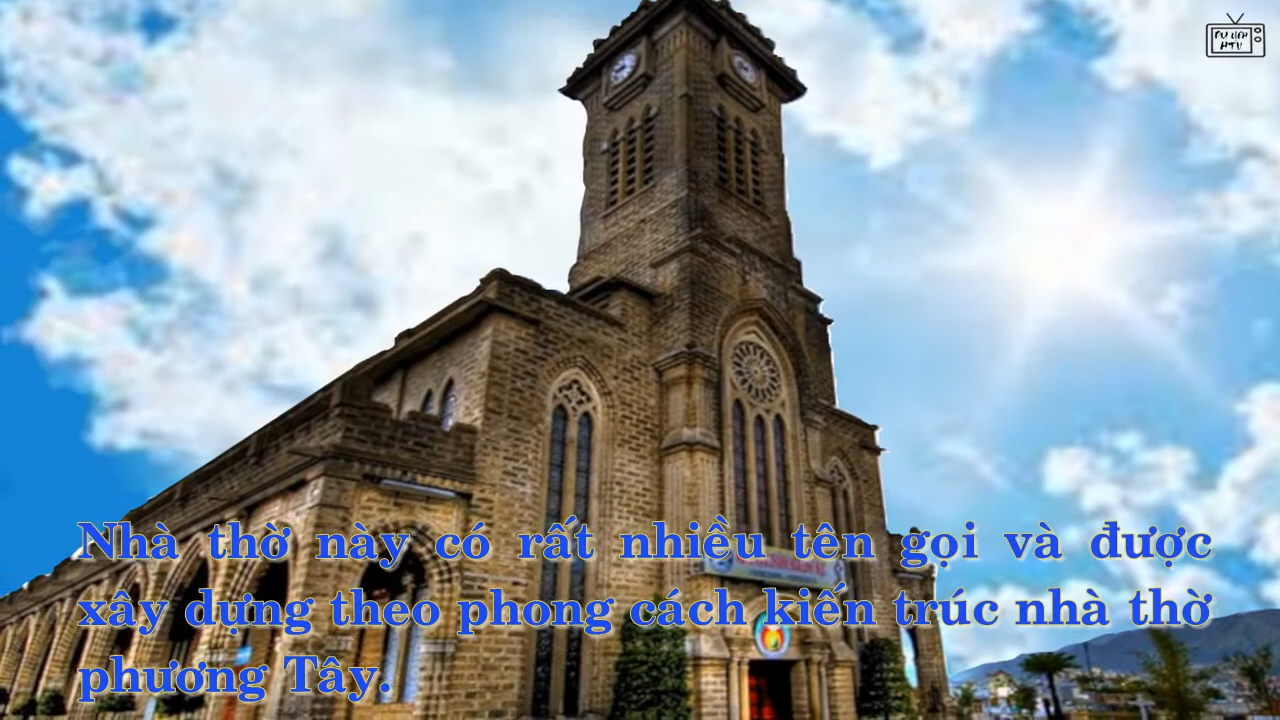 Nhà thờ này có rất nhiều tên gọi và được
xây dựng theo phong cách kiến trúc nhà thờ
phương Tây.